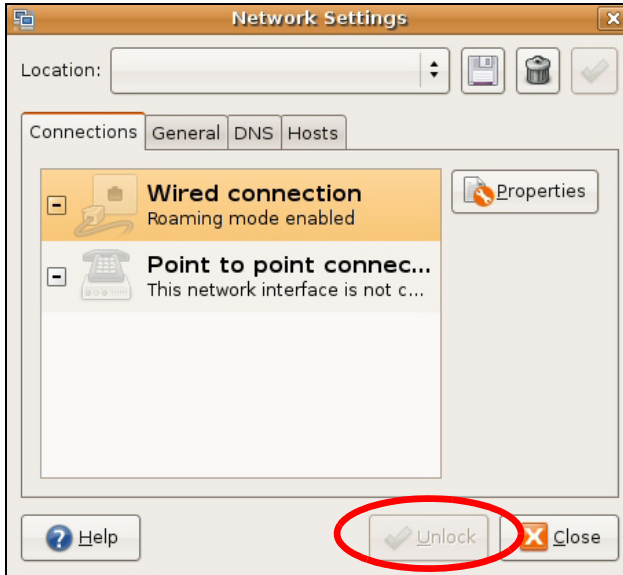 Network Settings
Location:
Connections General DNS Hosts
Wired connection
Roaming mode enabled
Properties
Point to point connec...
This network interface is not c...
Help Unlock Close